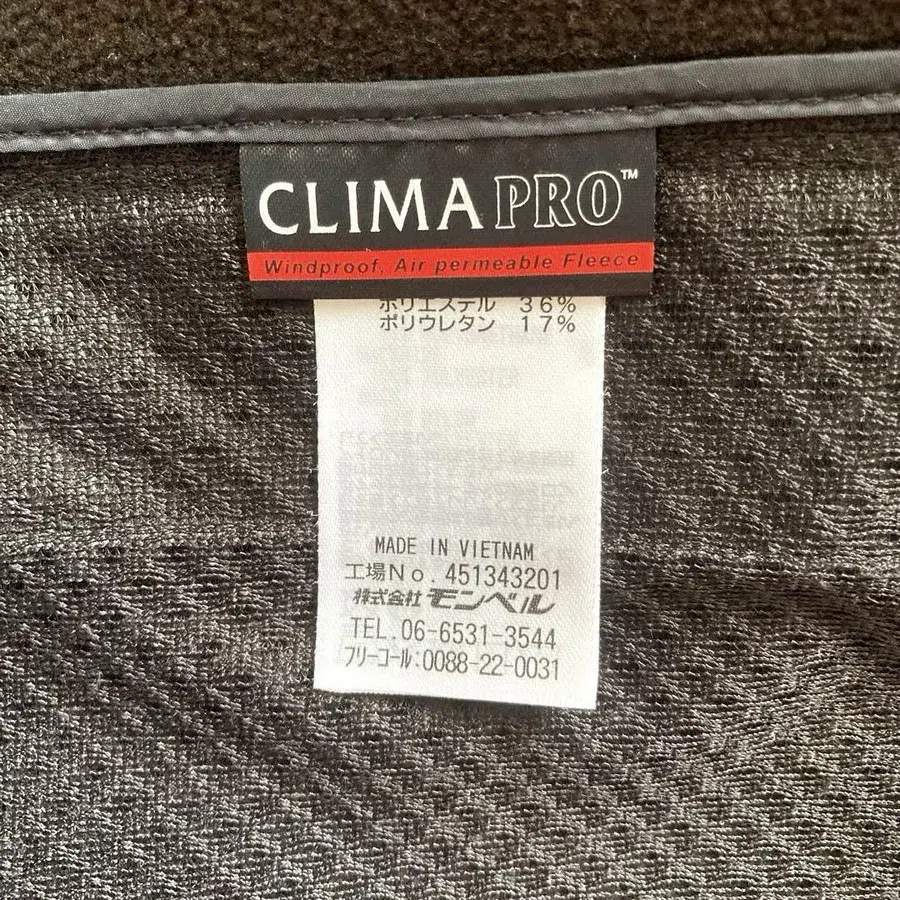 CLIMA PRO™
Windproof, Air permeable Fleece
ポリエステル 36%
ポリウレタン 17%
MADE IN VIETNAM
工場No.451343201
株式会社モンベル
TEL.06-6531-3544
フリーコール:0088-22-0031